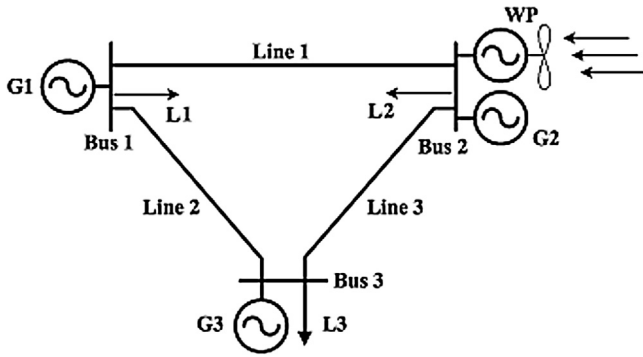 WP
Line 1
G1
L1
L2
Bus 1
Bus 2
G2
Line 2
Line 3
Bus 3
G3
L3